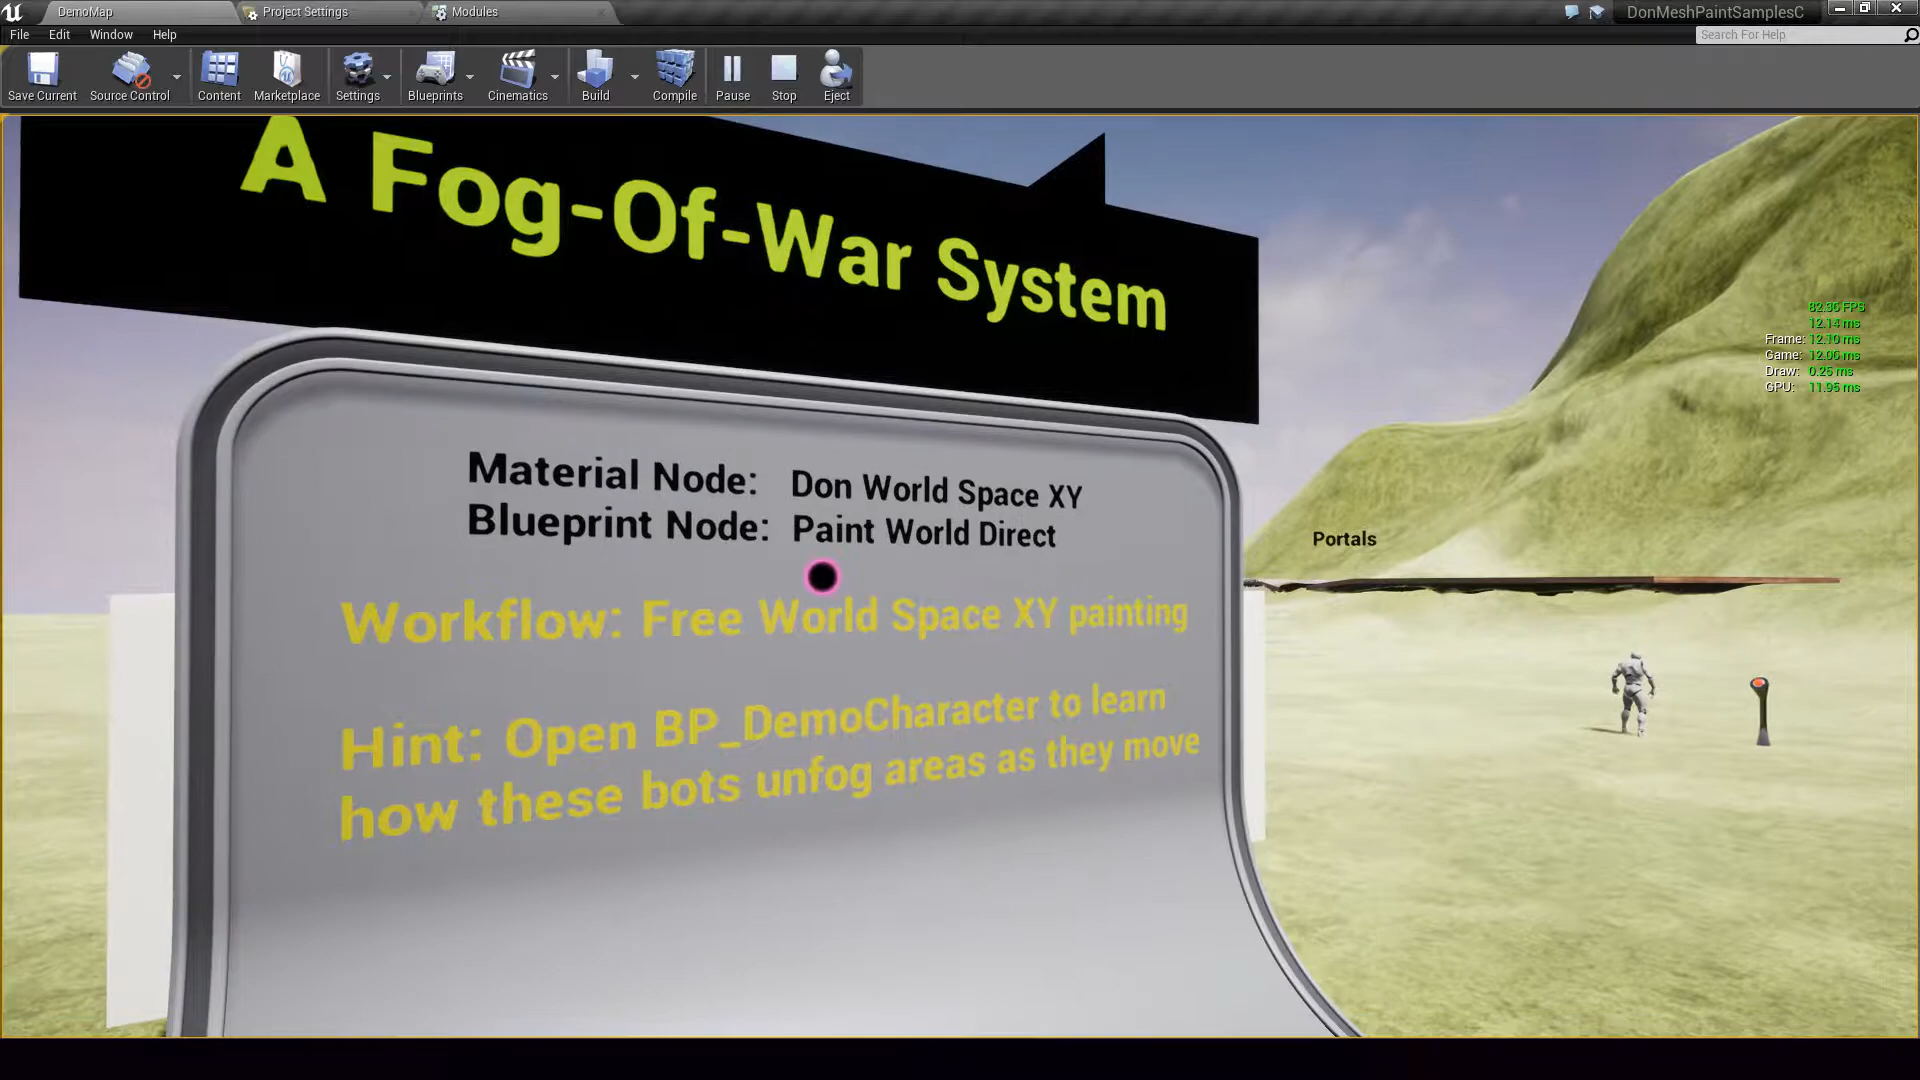 DemoMap
Project Settings
Modules
DonMeshPaintSamplesC
File
Edit
Window
Help
Search For Help
Save Current
Source Control
Content
Marketplace
Settings
Blueprints
Cinematics
Build
Compile
Pause
Stop
Eject
A Fog-Of-War System
82.36 FPS
12.14 ms
Frame: 12.10 ms
Game: 12.06 ms
Draw: 0.25 ms
GPU: 11.95 ms
Material Node: Don World Space XY
Blueprint Node: Paint World Direct
Portals
Workflow: Free World Space XY painting
Hint: Open BP_DemoCharacter to learn
how these bots unfog areas as they move